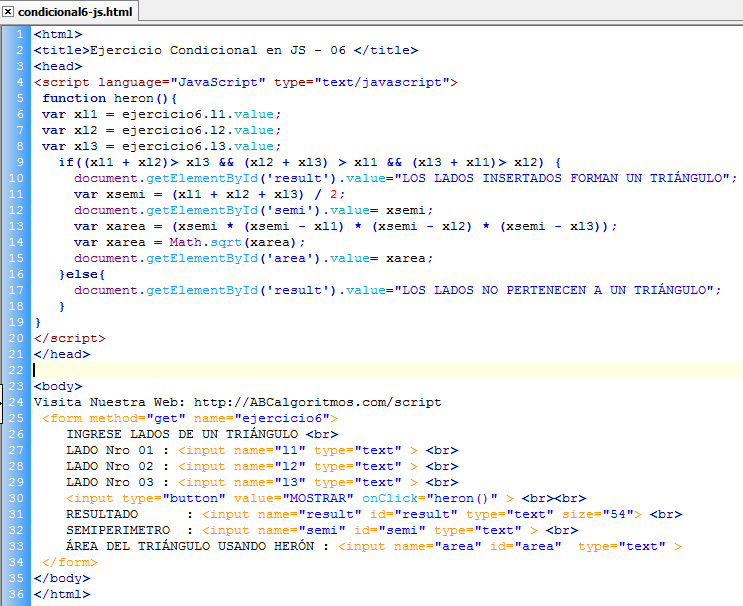 condicional6-js.html
1 <html>
2 <title>Ejercicio Condicional en JS - 06 </title>
3 <head>
4 <script language="JavaScript" type="text/javascript">
5  function heron(){
6  var xl1 = ejercicio6.l1.value;
7  var xl2 = ejercicio6.l2.value;
8  var xl3 = ejercicio6.l3.value;
9    if((xl1 + xl2)> xl3 && (xl2 + xl3) > xl1 && (xl3 + xl1)> xl2) {
10      document.getElementById('result').value="LOS LADOS INSERTADOS FORMAN UN TRIÁNGULO";
11      var xsemi = (xl1 + xl2 + xl3) / 2;
12      document.getElementById('semi').value= xsemi;
13      var xarea = (xsemi * (xsemi - xl1) * (xsemi - xl2) * (xsemi - xl3));
14      var xarea = Math.sqrt(xarea);
15      document.getElementById('area').value= xarea;
16    }else{
17      document.getElementById('result').value="LOS LADOS NO PERTENECEN A UN TRIÁNGULO";
18    }
19 }
20 </script>
21 </head>
22
23 <body>
24 Visita Nuestra Web: http://ABCalgoritmos.com/script
25  <form method="get" name="ejercicio6">
26     INGRESE LADOS DE UN TRIÁNGULO <br>
27     LADO Nro 01 : <input name="l1" type="text" > <br>
28     LADO Nro 02 : <input name="l2" type="text" > <br>
29     LADO Nro 03 : <input name="l3" type="text" > <br>
30     <input type="button" value="MOSTRAR" onClick="heron()" > <br><br>
31     RESULTADO      : <input name="result" id="result" type="text" size="54"> <br>
32     SEMIPERIMETRO  : <input name="semi" id="semi" type="text" > <br>
33     ÁREA DEL TRIÁNGULO USANDO HERÓN : <input name="area" id="area"  type="text" >
34  </form>
35 </body>
36 </html>